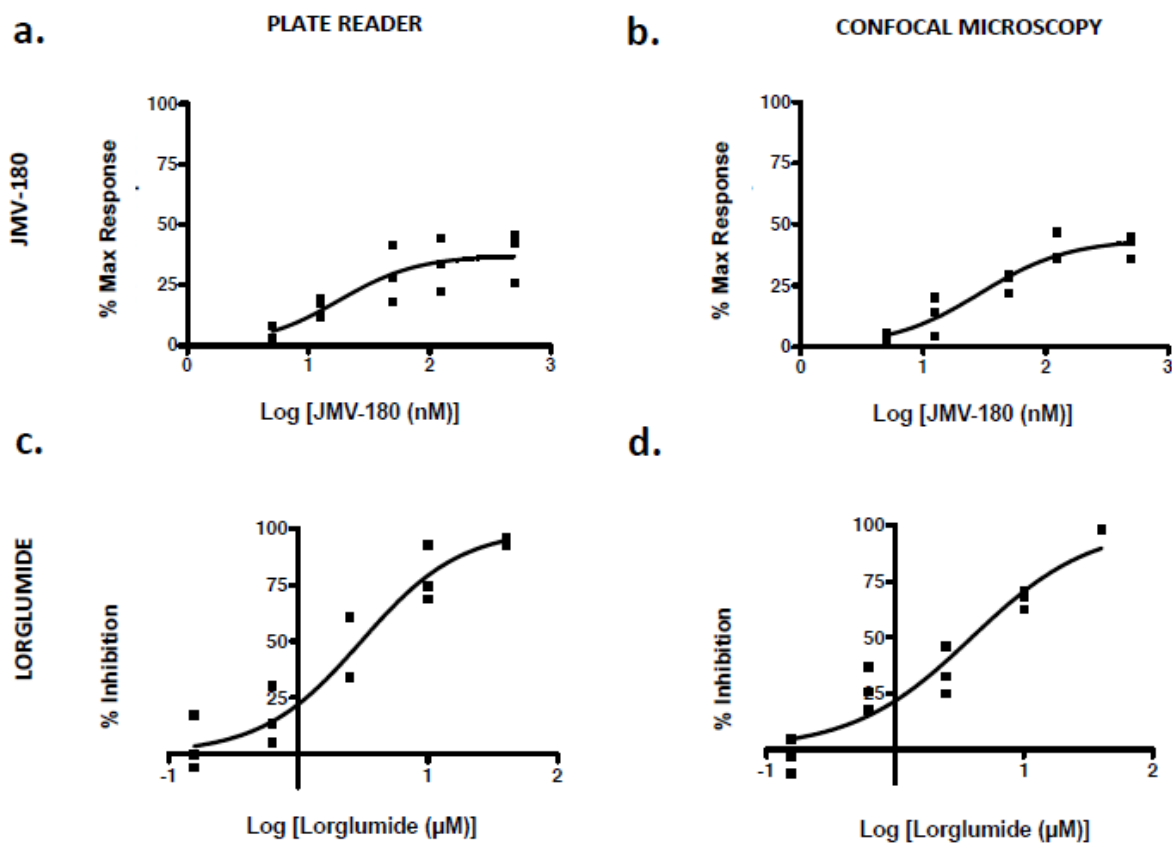 a.
PLATE READER
b.
CONFOCAL MICROSCOPY
JMV-180
% Max Response
100
75
50
25
0
0 1 2 3
Log [JMV-180 (nM)]
% Max Response
100
75
50
25
0
0 1 2 3
Log [JMV-180 (nM)]
c.
d.
LORGLUMIDE
% Inhibition
100
75
50
25
-1 1 2
Log [Lorglumide (µM)]
% Inhibition
100
75
50
25
-1 0 1 2
Log [Lorglumide (µM)]